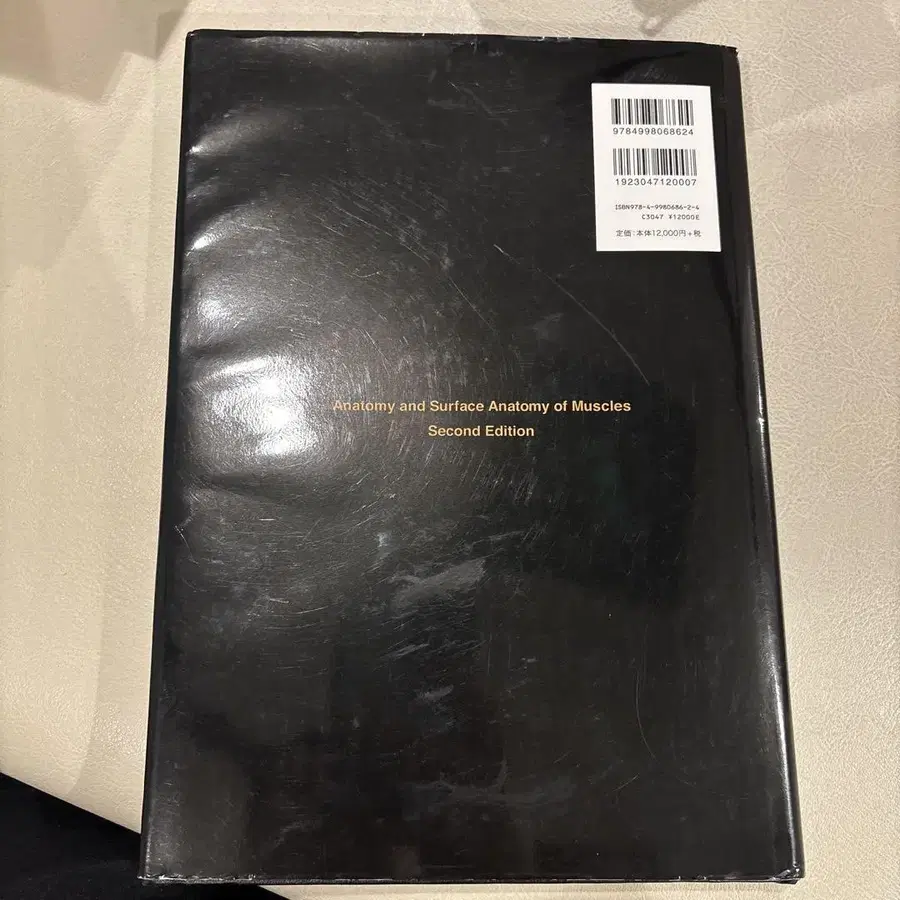 9784998068624
1923047120007
ISBN978-4-9980686-2-4
C3047 ¥12000E
定価:本体12,000円+税
Anatomy and Surface Anatomy of Muscles
Second Edition